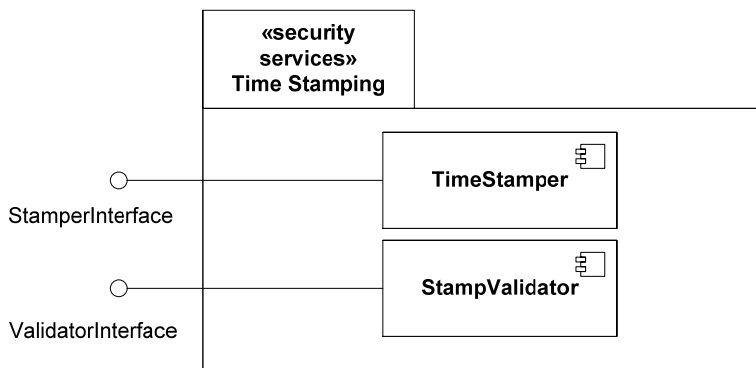 «security
services»
Time Stamping
TimeStamper
StamperInterface
StampValidator
ValidatorInterface